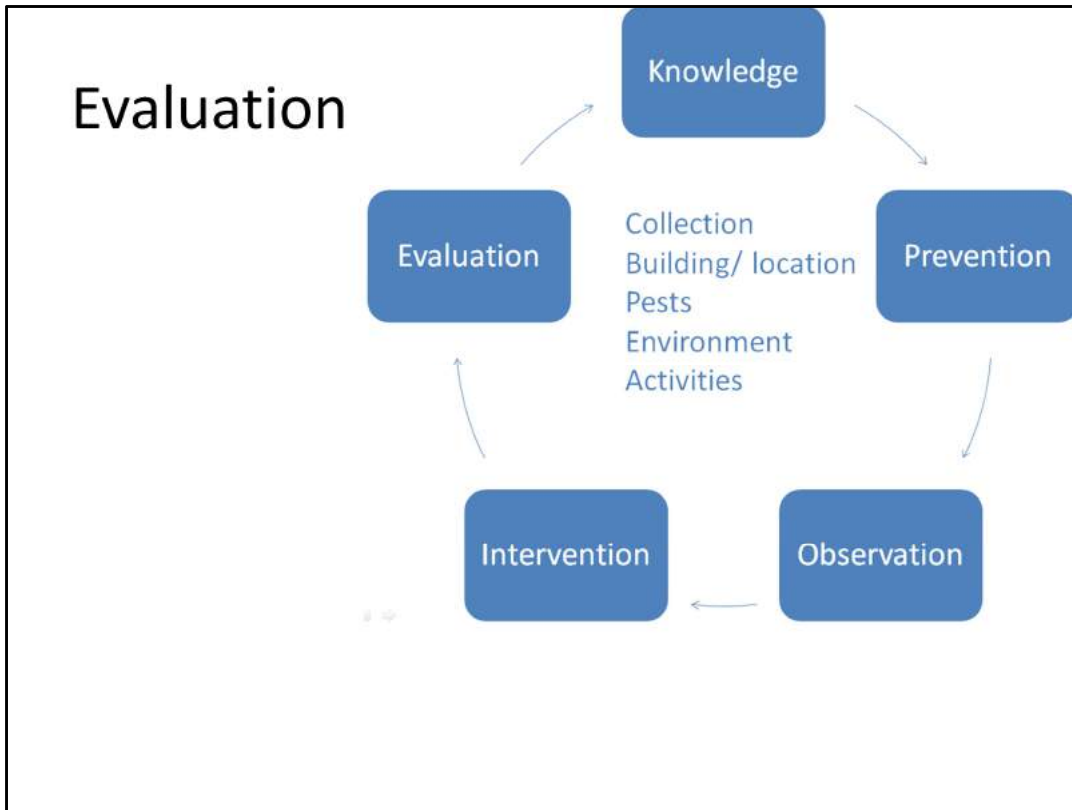 Evaluation
Knowledge
Prevention
Observation
Intervention
Evaluation
Collection
Building/ location
Pests
Environment
Activities